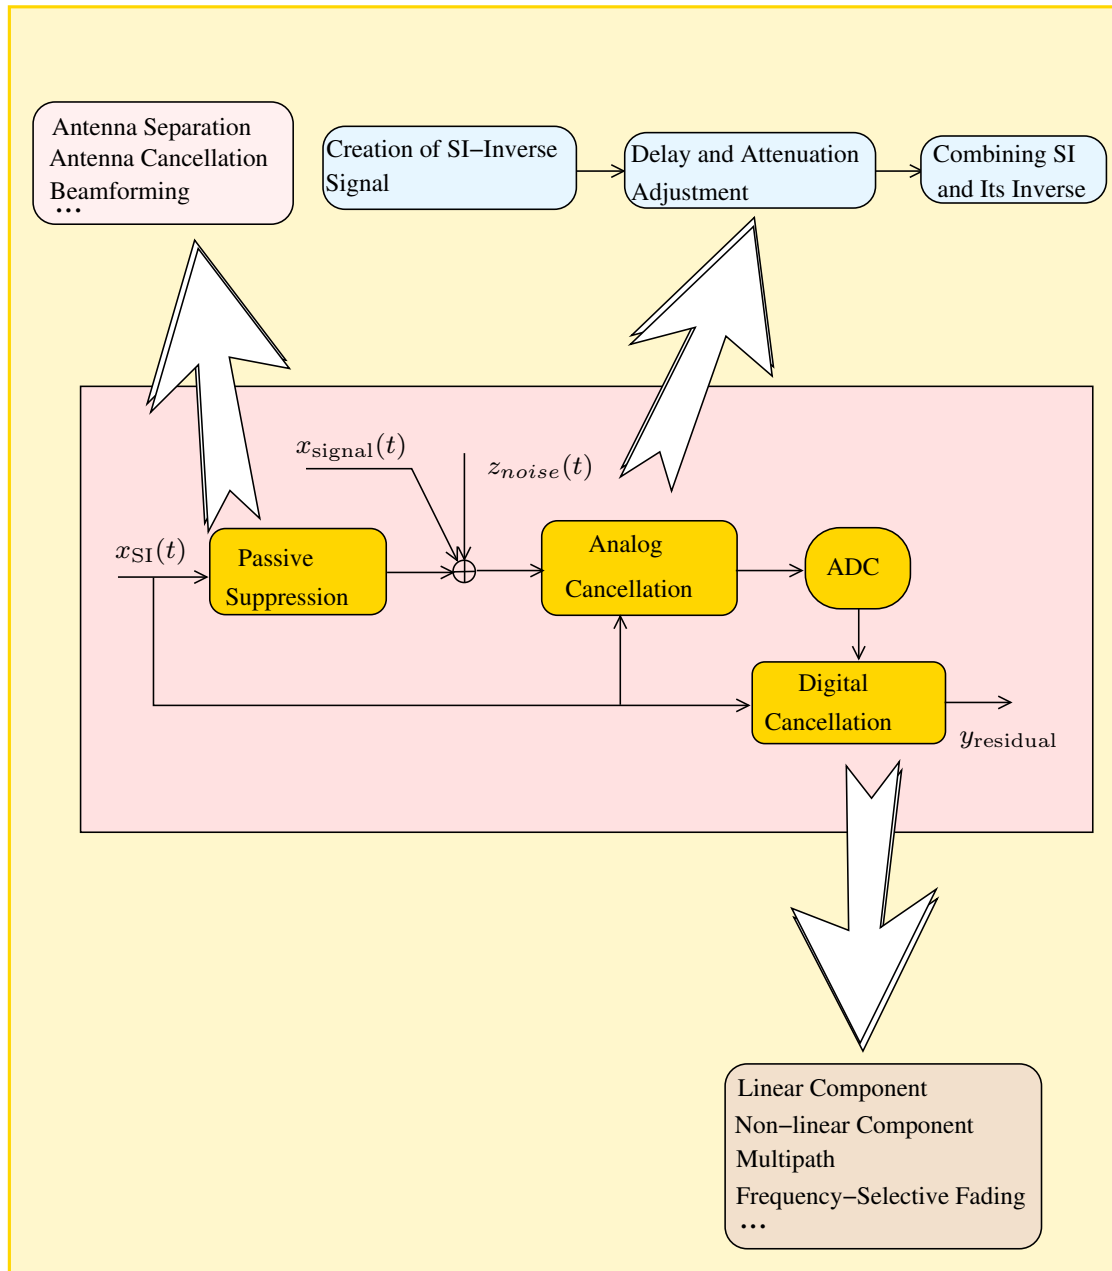 Antenna Separation
Antenna Cancellation
Beamforming
...
Creation of SI−Inverse
Signal
Delay and Attenuation
Adjustment
Combining SI
and Its Inverse
x_signal(t)
z_noise(t)
x_SI(t)
Passive
Suppression
Analog
Cancellation
ADC
Digital
Cancellation
y_residual
Linear Component
Non−linear Component
Multipath
Frequency−Selective Fading
...